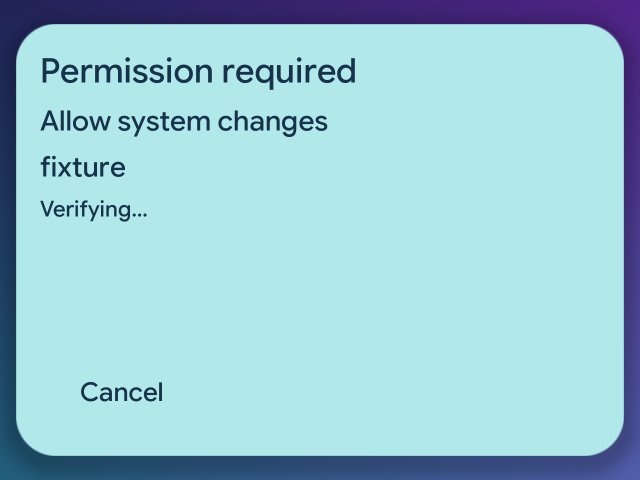 Permission required
Allow system changes
fixture
Verifying...
Cancel